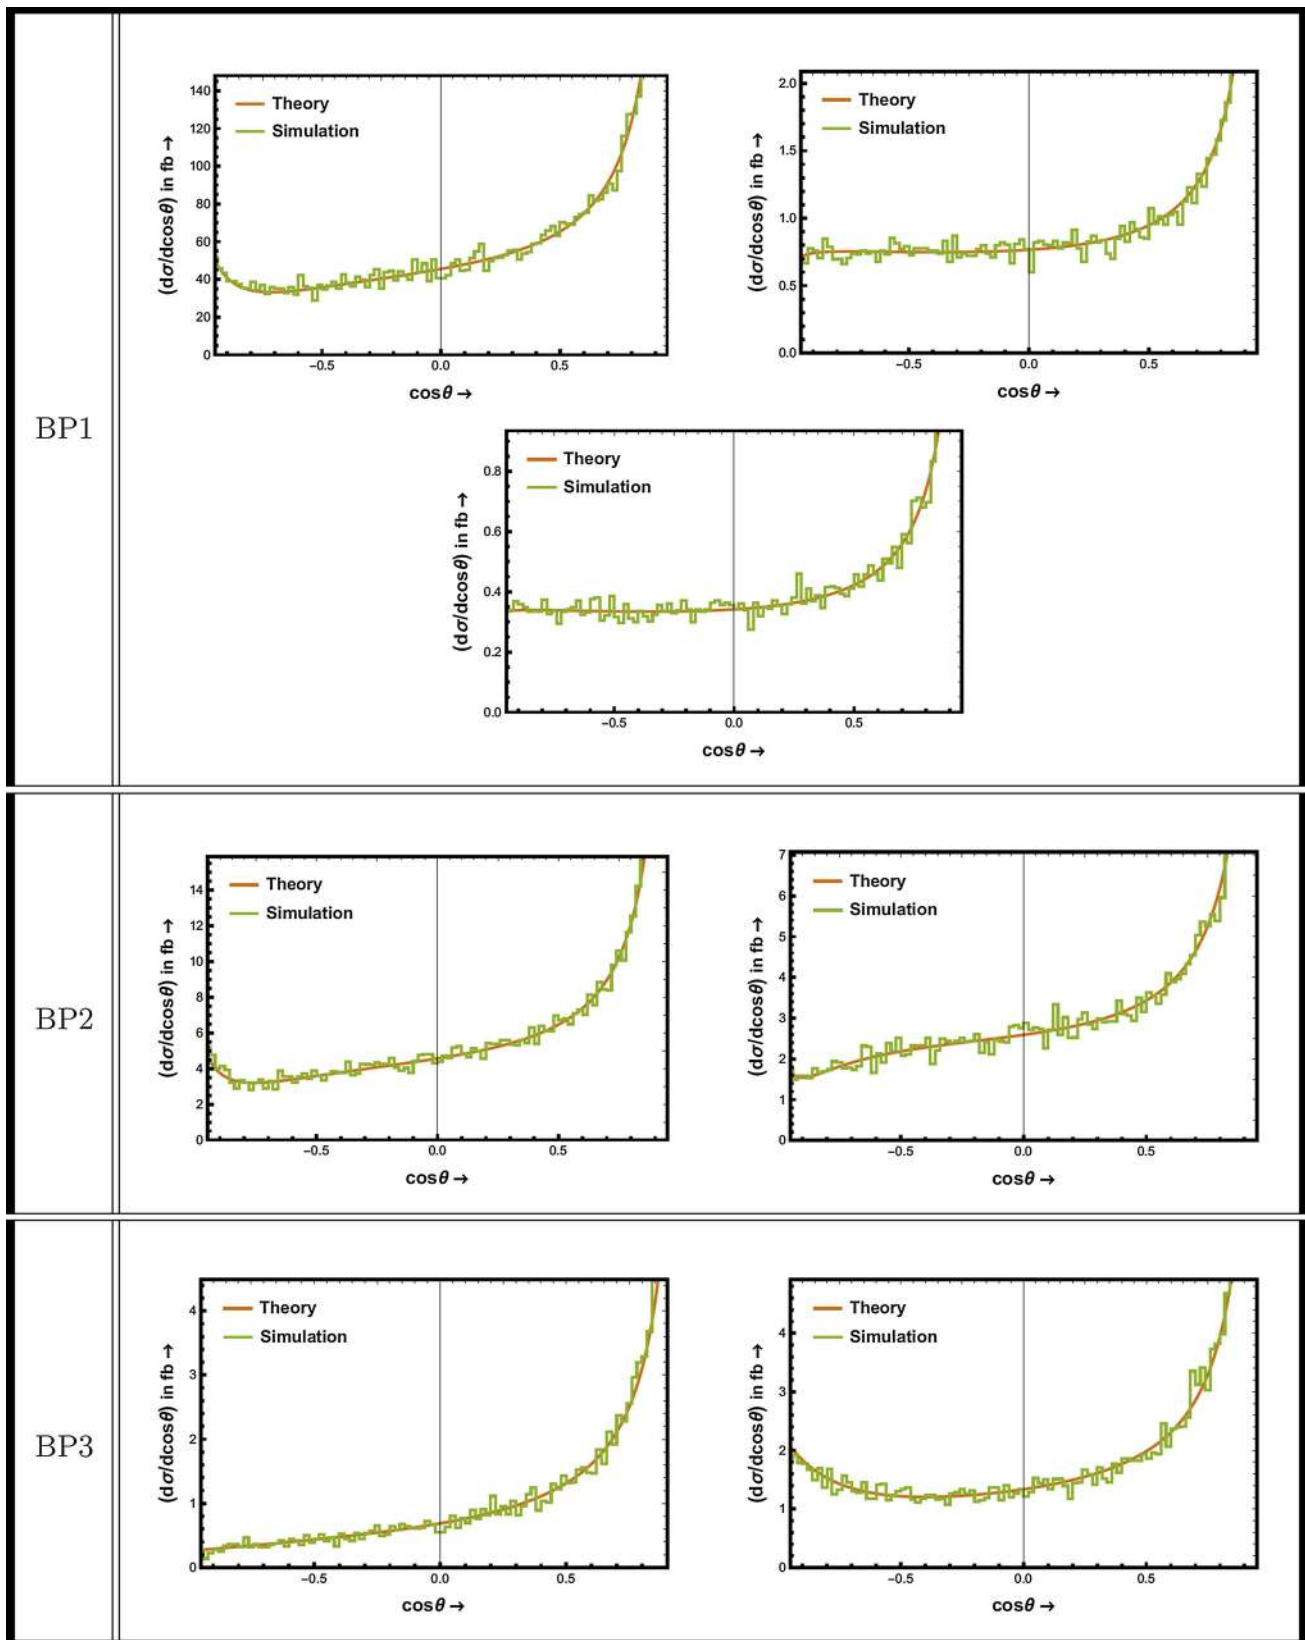 BP1
Theory
Simulation
(dσ/dcosθ) in fb →
140
120
100
80
60
40
20
0
−0.5 0.0 0.5
cosθ →
Theory
Simulation
(dσ/dcosθ) in fb →
2.0
1.5
1.0
0.5
0.0
−0.5 0.0 0.5
cosθ →
Theory
Simulation
(dσ/dcosθ) in fb →
0.8
0.6
0.4
0.2
0.0
−0.5 0.0 0.5
cosθ →
BP2
Theory
Simulation
(dσ/dcosθ) in fb →
14
12
10
8
6
4
2
0
−0.5 0.0 0.5
cosθ →
Theory
Simulation
(dσ/dcosθ) in fb →
7
6
5
4
3
2
1
0
−0.5 0.0 0.5
cosθ →
BP3
Theory
Simulation
(dσ/dcosθ) in fb →
4
3
2
1
0
−0.5 0.0 0.5
cosθ →
Theory
Simulation
(dσ/dcosθ) in fb →
4
3
2
1
0
−0.5 0.0 0.5
cosθ →